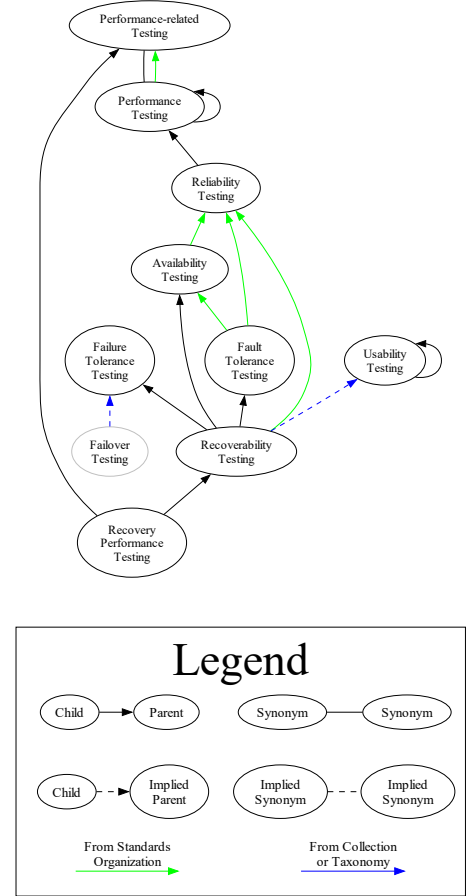 Performance-related
Testing
Performance
Testing
Reliability
Testing
Availability
Testing
Failure
Tolerance
Testing
Fault
Tolerance
Testing
Usability
Testing
Failover
Testing
Recoverability
Testing
Recovery
Performance
Testing
Legend
Child
Parent
Synonym
Synonym
Child
Implied
Parent
Implied
Synonym
Implied
Synonym
From Standards
Organization
From Collection
or Taxonomy